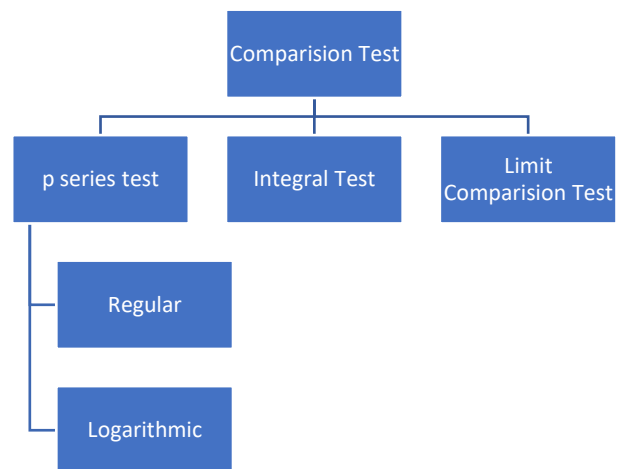 Comparision Test
p series test
Integral Test
Limit
Comparision Test
Regular
Logarithmic